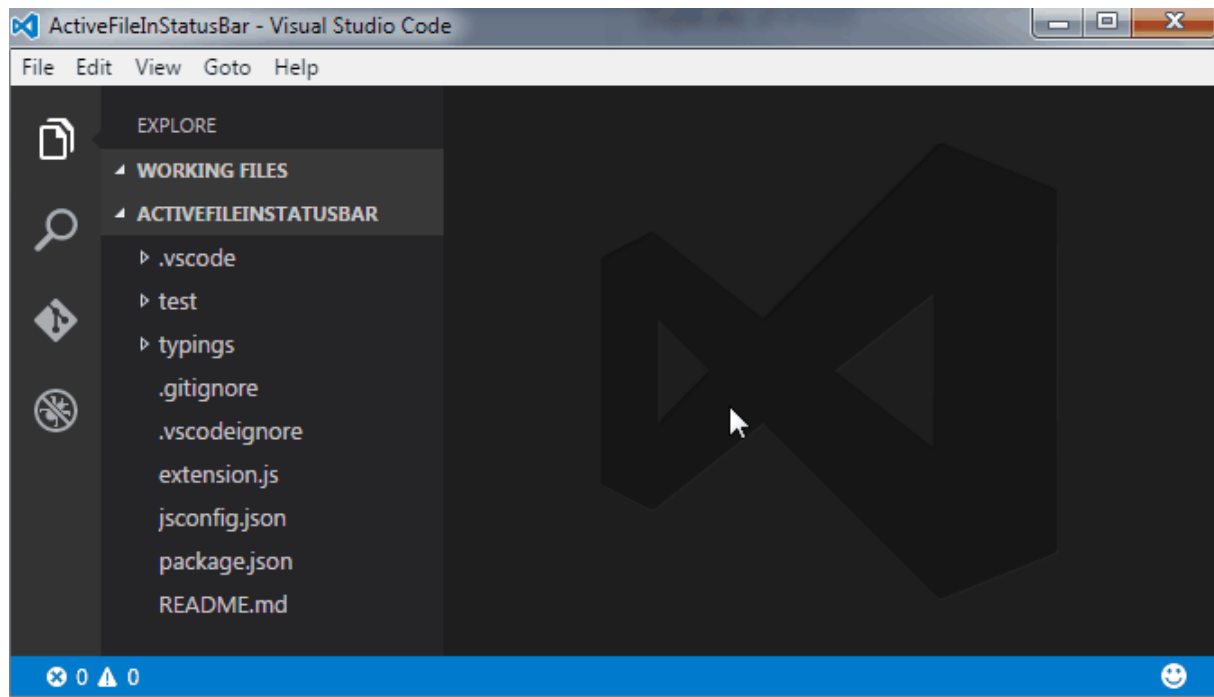 ActiveFileInStatusBar - Visual Studio Code
File Edit View Goto Help
EXPLORE
WORKING FILES
ACTIVEFILEINSTATUSBAR
.vscode
test
typings
.gitignore
.vscodeignore
extension.js
jsconfig.json
package.json
README.md
0 0